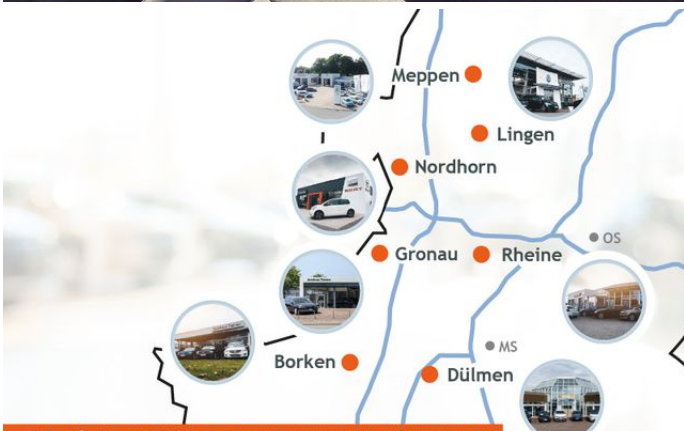 Meppen
Lingen
Nordhorn
OS
Gronau
Rheine
MS
Borken
Dülmen